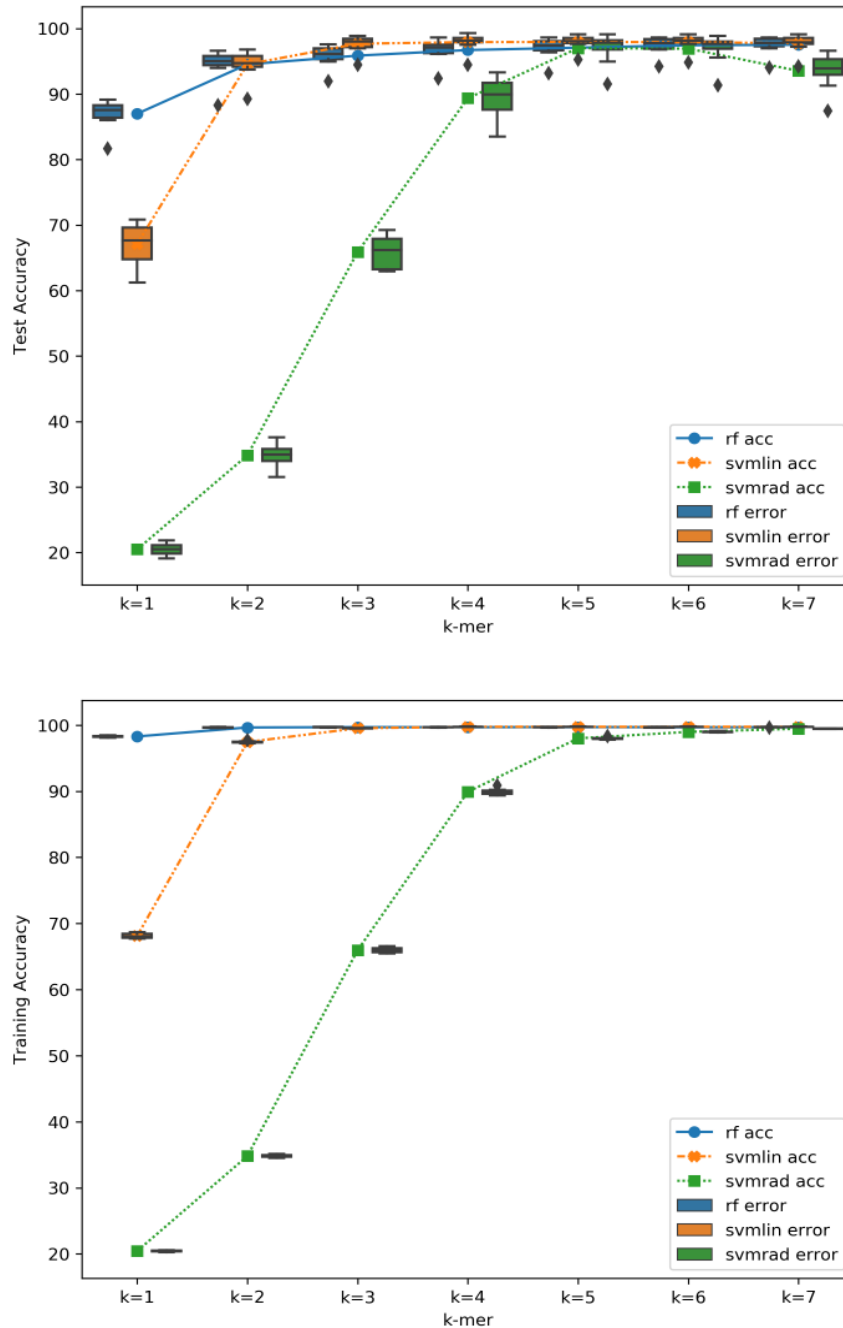 100
90
80
70
60
50
40
30
20
Test Accuracy
rf acc
svmlin acc
svmrad acc
rf error
svmlin error
svmrad error
k=1 k=2 k=3 k=4 k=5 k=6 k=7
k-mer
100
90
80
70
60
50
40
30
20
Training Accuracy
rf acc
svmlin acc
svmrad acc
rf error
svmlin error
svmrad error
k=1 k=2 k=3 k=4 k=5 k=6 k=7
k-mer